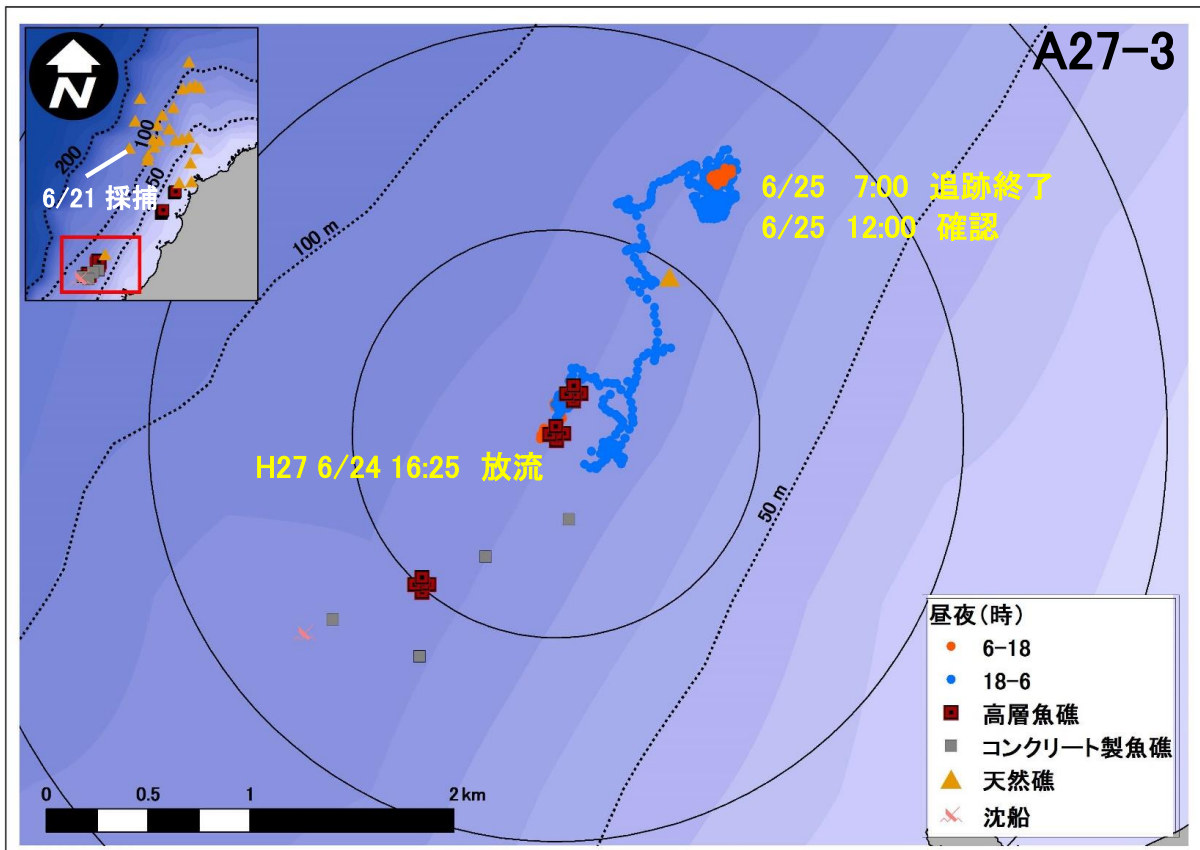 A27-3
N
200
100
50
6/21 採捕
100 m
6/25 7:00 追跡終了
6/25 12:00 確認
H27 6/24 16:25 放流
50 m
昼夜(時)
6-18
18-6
高層魚礁
コンクリート製魚礁
天然礁
沈船
0 0.5 1 2 km